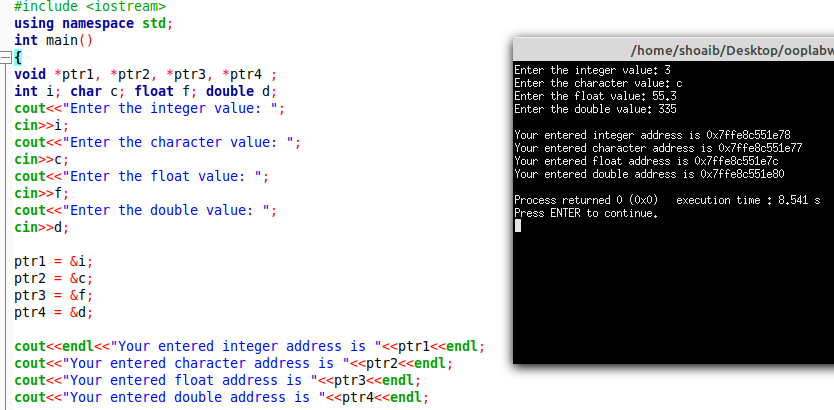 #include <iostream>
using namespace std;
int main()
{
void *ptr1, *ptr2, *ptr3, *ptr4 ;
int i; char c; float f; double d;
cout<<"Enter the integer value: ";
cin>>i;
cout<<"Enter the character value: ";
cin>>c;
cout<<"Enter the float value: ";
cin>>f;
cout<<"Enter the double value: ";
cin>>d;
ptr1 = &i;
ptr2 = &c;
ptr3 = &f;
ptr4 = &d;
cout<<endl<<"Your entered integer address is "<<ptr1<<endl;
cout<<"Your entered character address is "<<ptr2<<endl;
cout<<"Your entered float address is "<<ptr3<<endl;
cout<<"Your entered double address is "<<ptr4<<endl;
/home/shoaib/Desktop/ooplabw
Enter the integer value: 3
Enter the character value: c
Enter the float value: 55.3
Enter the double value: 335
Your entered integer address is 0x7ffe8c551e78
Your entered character address is 0x7ffe8c551e77
Your entered float address is 0x7ffe8c551e7c
Your entered double address is 0x7ffe8c551e80
Process returned 0 (0x0)   execution time : 8.541 s
Press ENTER to continue.